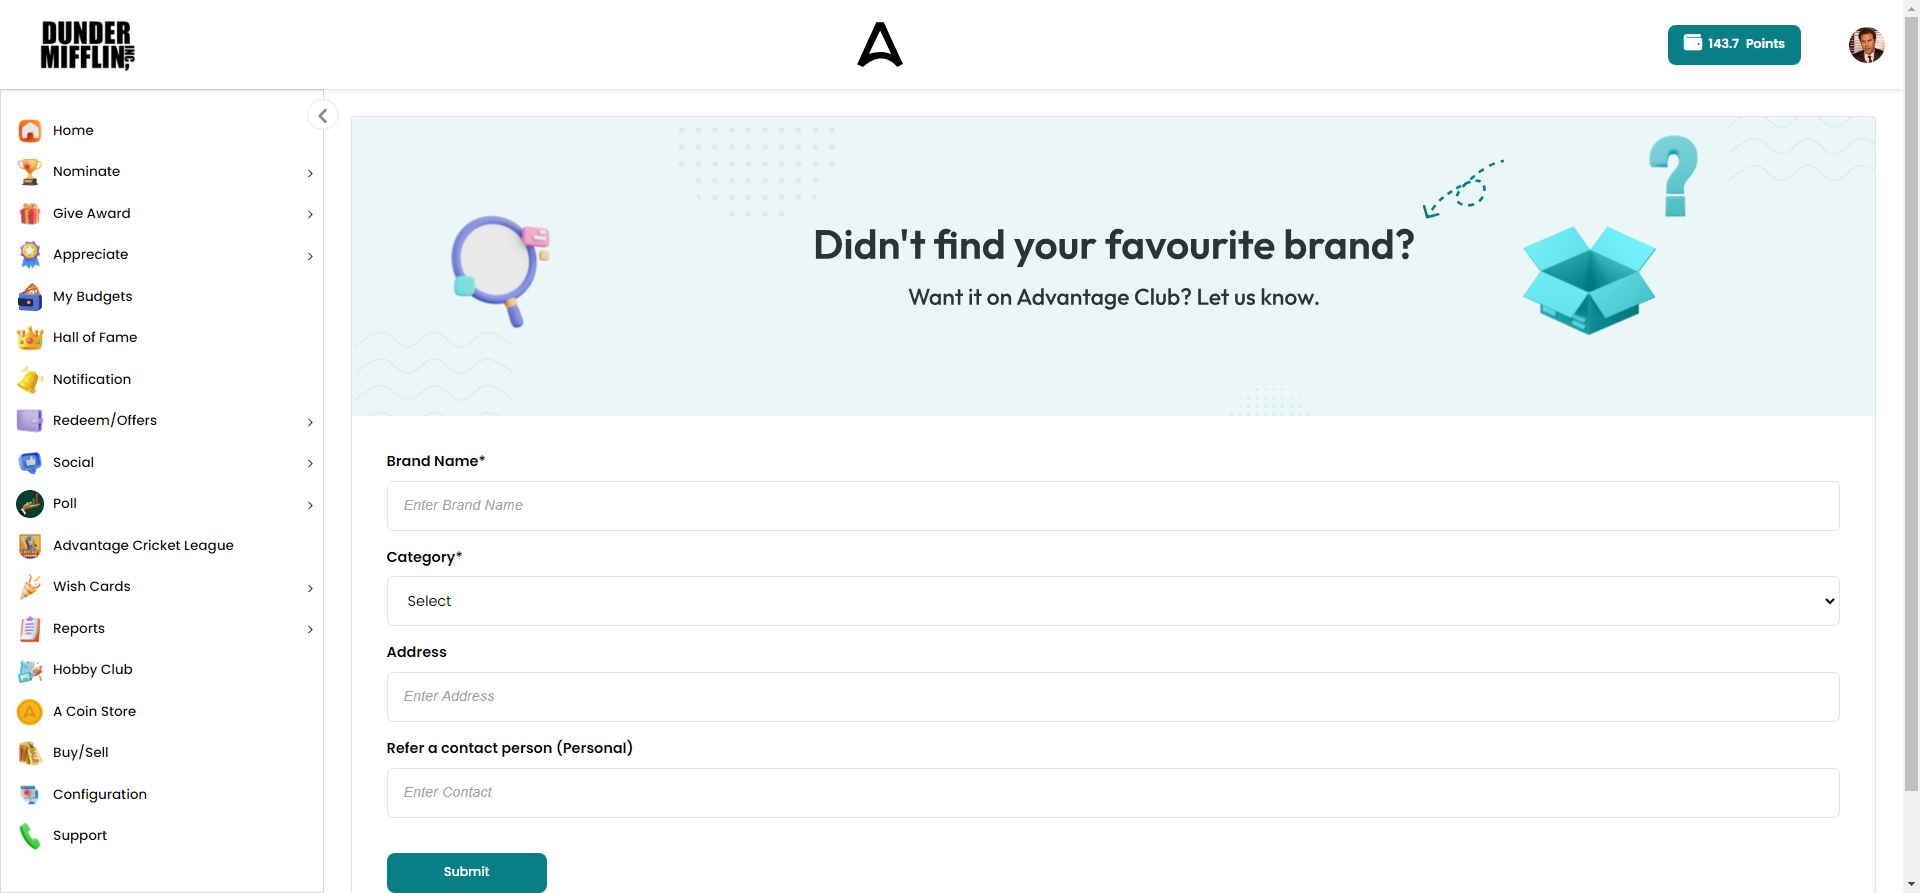 DUNDER
MIFFLIN INC,
143.7 Points
Home
Nominate
Give Award
Appreciate
My Budgets
Hall of Fame
Notification
Redeem/Offers
Social
Poll
Advantage Cricket League
Wish Cards
Reports
Hobby Club
A Coin Store
Buy/Sell
Configuration
Support
Didn't find your favourite brand?
Want it on Advantage Club? Let us know.
Brand Name*
Enter Brand Name
Category*
Select
Address
Enter Address
Refer a contact person (Personal)
Enter Contact
Submit